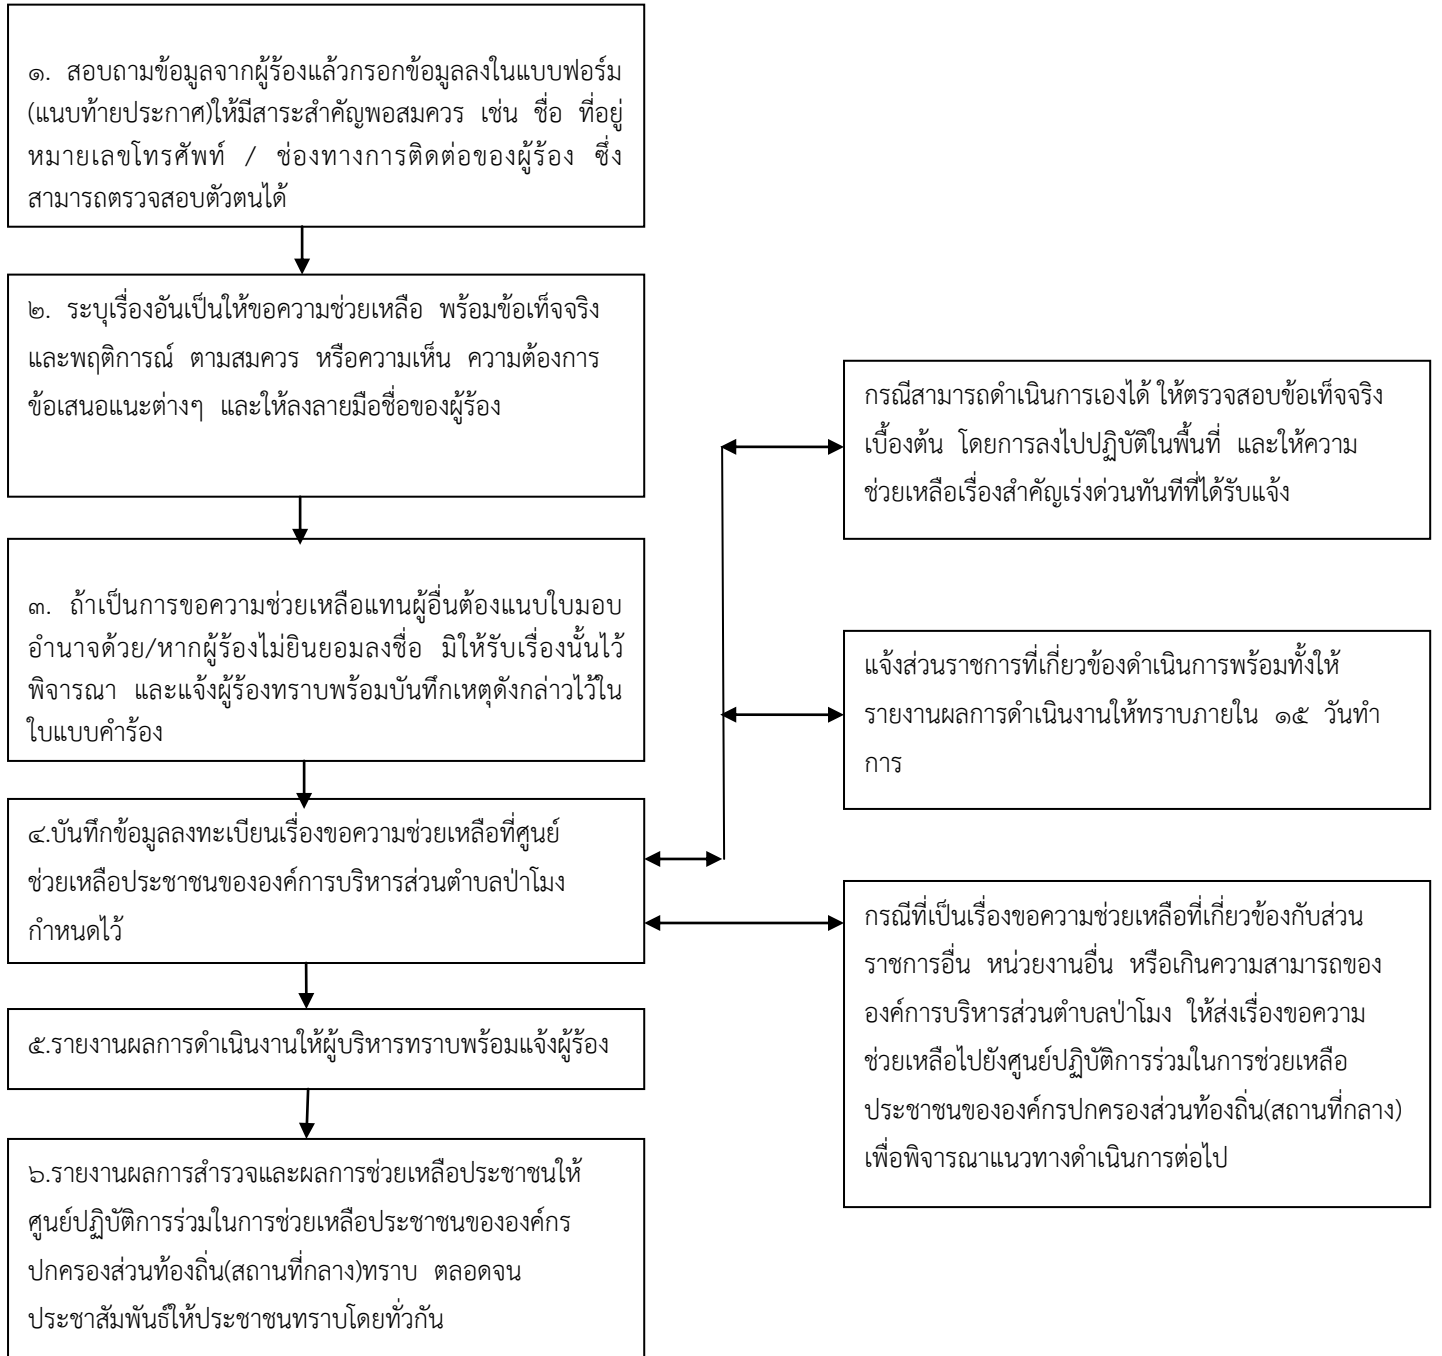 ๑. สอบถามข้อมูลจากผู้ร้องแล้วกรอกข้อมูลลงในแบบฟอร์ม
(แนบท้ายประกาศ)ให้มีสาระสำคัญพอสมควร เช่น ชื่อ ที่อยู่
หมายเลขโทรศัพท์ / ช่องทางการติดต่อของผู้ร้อง ซึ่ง
สามารถตรวจสอบตัวตนได้
๒. ระบุเรื่องอันเป็นให้ขอความช่วยเหลือ พร้อมข้อเท็จจริง
และพฤติการณ์ ตามสมควร หรือความเห็น ความต้องการ
ข้อเสนอแนะต่างๆ และให้ลงลายมือชื่อของผู้ร้อง
๓. ถ้าเป็นการขอความช่วยเหลือแทนผู้อื่นต้องแนบใบมอบ
อำนาจด้วย/หากผู้ร้องไม่ยินยอมลงชื่อ มิให้รับเรื่องนั้นไว้
พิจารณา และแจ้งผู้ร้องทราบพร้อมบันทึกเหตุดังกล่าวไว้ใน
ใบแบบคำร้อง
๔.บันทึกข้อมูลลงทะเบียนเรื่องขอความช่วยเหลือที่ศูนย์
ช่วยเหลือประชาชนขององค์การบริหารส่วนตำบลป่าโมง
กำหนดไว้
๕.รายงานผลการดำเนินงานให้ผู้บริหารทราบพร้อมแจ้งผู้ร้อง
๖.รายงานผลการสำรวจและผลการช่วยเหลือประชาชนให้
ศูนย์ปฏิบัติการร่วมในการช่วยเหลือประชาชนขององค์กร
ปกครองส่วนท้องถิ่น(สถานที่กลาง)ทราบ ตลอดจน
ประชาสัมพันธ์ให้ประชาชนทราบโดยทั่วกัน
กรณีสามารถดำเนินการเองได้ ให้ตรวจสอบข้อเท็จจริง
เบื้องต้น โดยการลงไปปฏิบัติในพื้นที่ และให้ความ
ช่วยเหลือเรื่องสำคัญเร่งด่วนทันทีที่ได้รับแจ้ง
แจ้งส่วนราชการที่เกี่ยวข้องดำเนินการพร้อมทั้งให้
รายงานผลการดำเนินงานให้ทราบภายใน ๑๕ วันทำ
การ
กรณีที่เป็นเรื่องขอความช่วยเหลือที่เกี่ยวข้องกับส่วน
ราชการอื่น หน่วยงานอื่น หรือเกินความสามารถของ
องค์การบริหารส่วนตำบลป่าโมง ให้ส่งเรื่องขอความ
ช่วยเหลือไปยังศูนย์ปฏิบัติการร่วมในการช่วยเหลือ
ประชาชนขององค์กรปกครองส่วนท้องถิ่น(สถานที่กลาง)
เพื่อพิจารณาแนวทางดำเนินการต่อไป